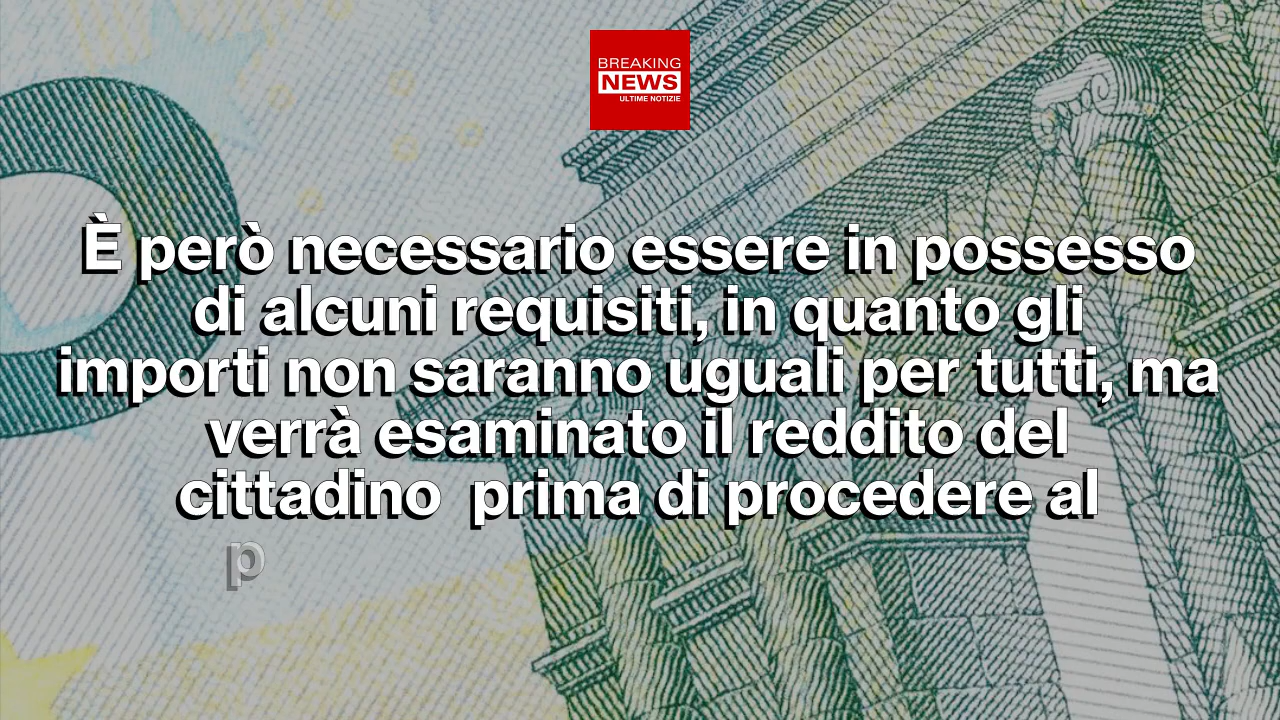 BREAKING
NEWS
ULTIME NOTIZIE
È però necessario essere in possesso
di alcuni requisiti, in quanto gli
importi non saranno uguali per tutti, ma
verrà esaminato il reddito del
cittadino  prima di procedere al
p